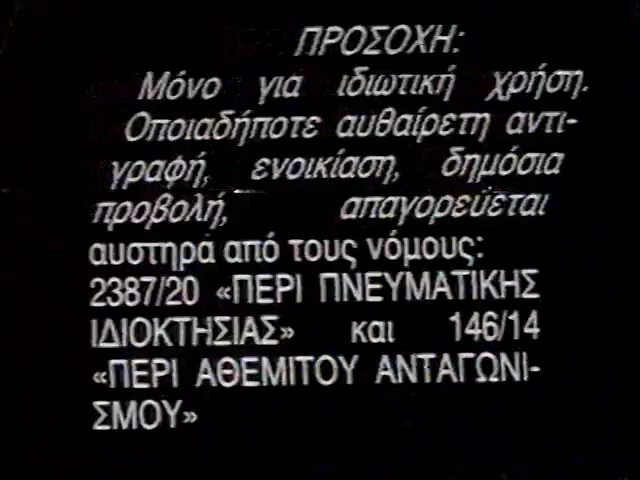 ΠΡΟΣΟΧΗ:
Μόνο για ιδιωτική χρήση.
Οποιαδήποτε αυθαίρετη αντι-
γραφή, ενοικίαση, δημόσια
προβολή, απαγορεύεται
αυστηρά από τους νόμους:
2387/20 «ΠΕΡΙ ΠΝΕΥΜΑΤΙΚΗΣ
ΙΔΙΟΚΤΗΣΙΑΣ» και 146/14
«ΠΕΡΙ ΑΘΕΜΙΤΟΥ ΑΝΤΑΓΩΝΙ-
ΣΜΟΥ»